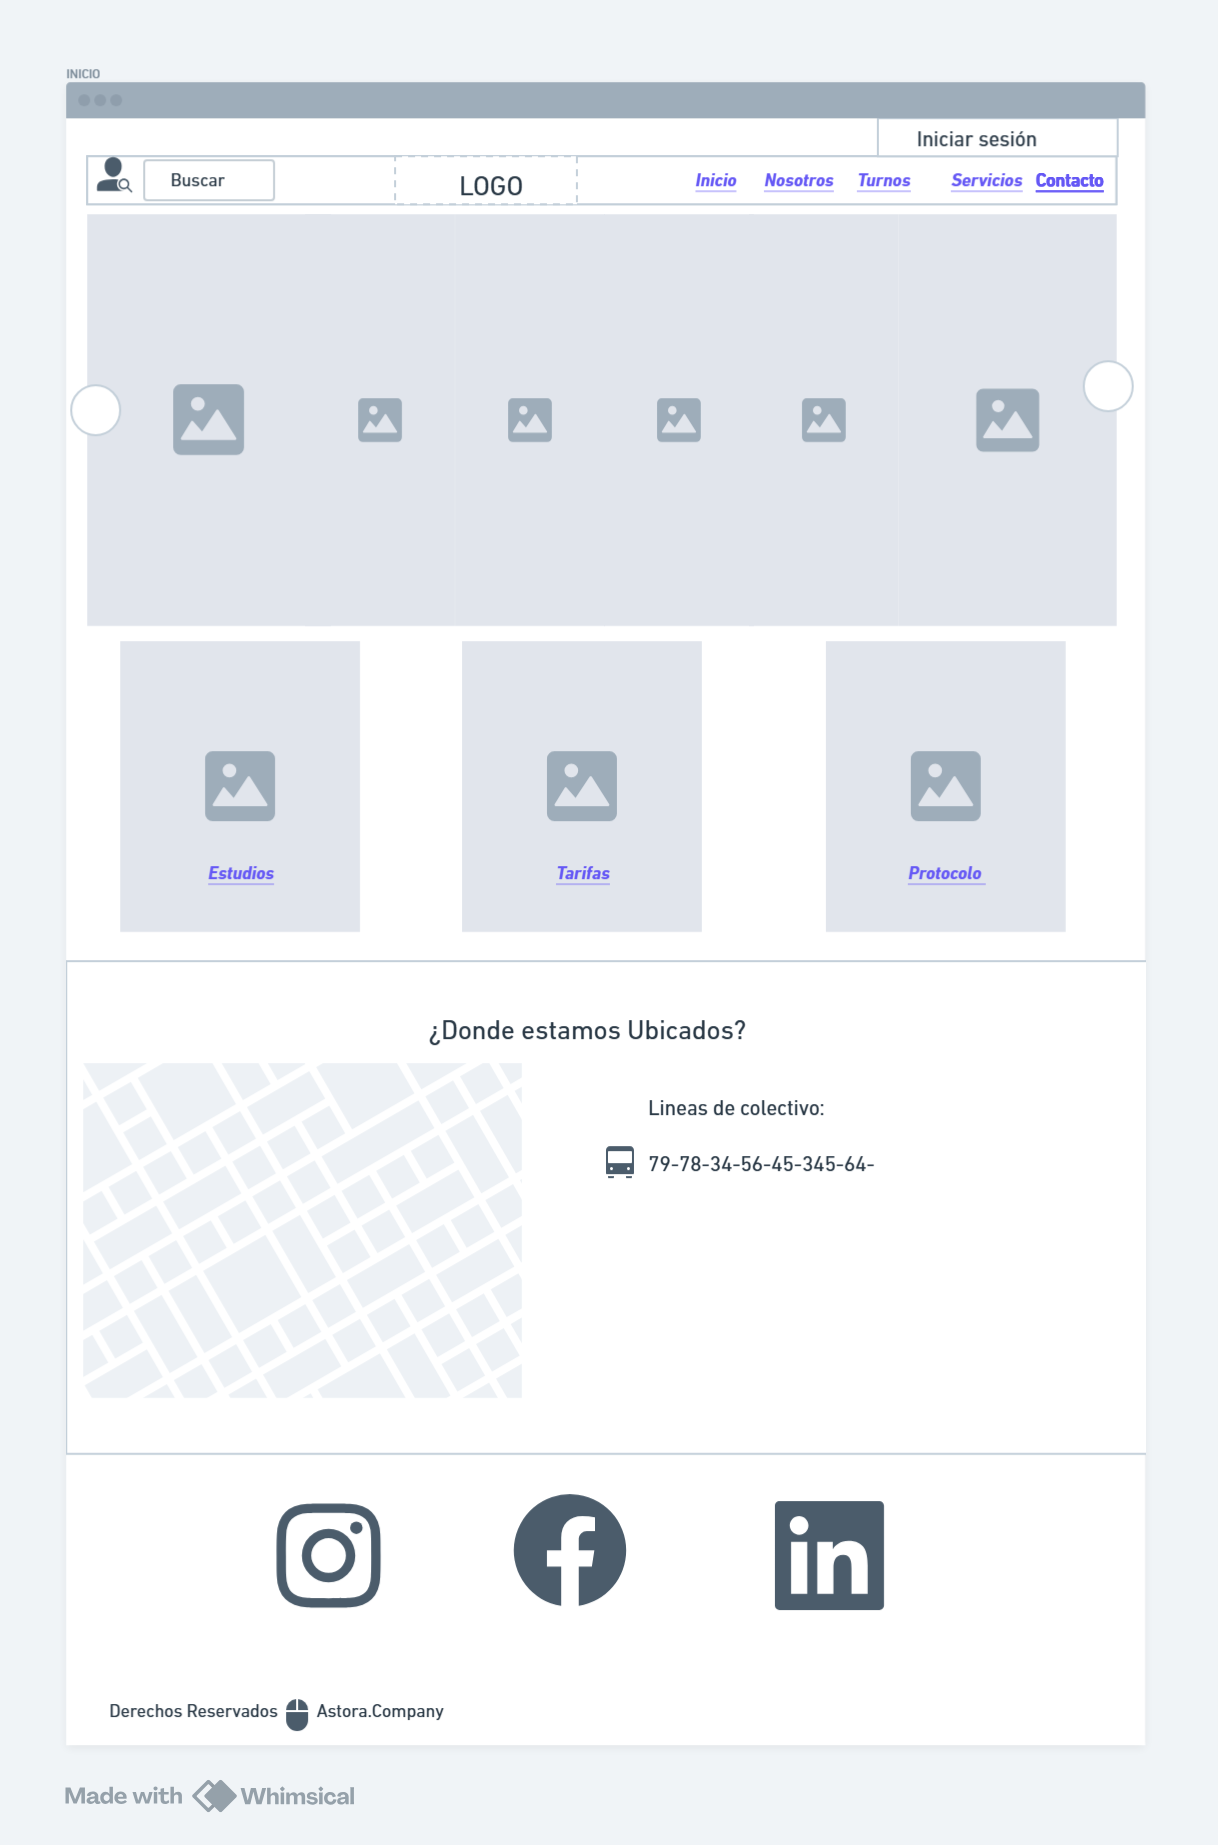 INICIO
Iniciar sesión
Buscar
LOGO
Inicio Nosotros Turnos Servicios Contacto
Estudios Tarifas Protocolo
¿Donde estamos Ubicados?
Lineas de colectivo:
79-78-34-56-45-345-64-
Derechos Reservados Astora.Company
Made with Whimsical